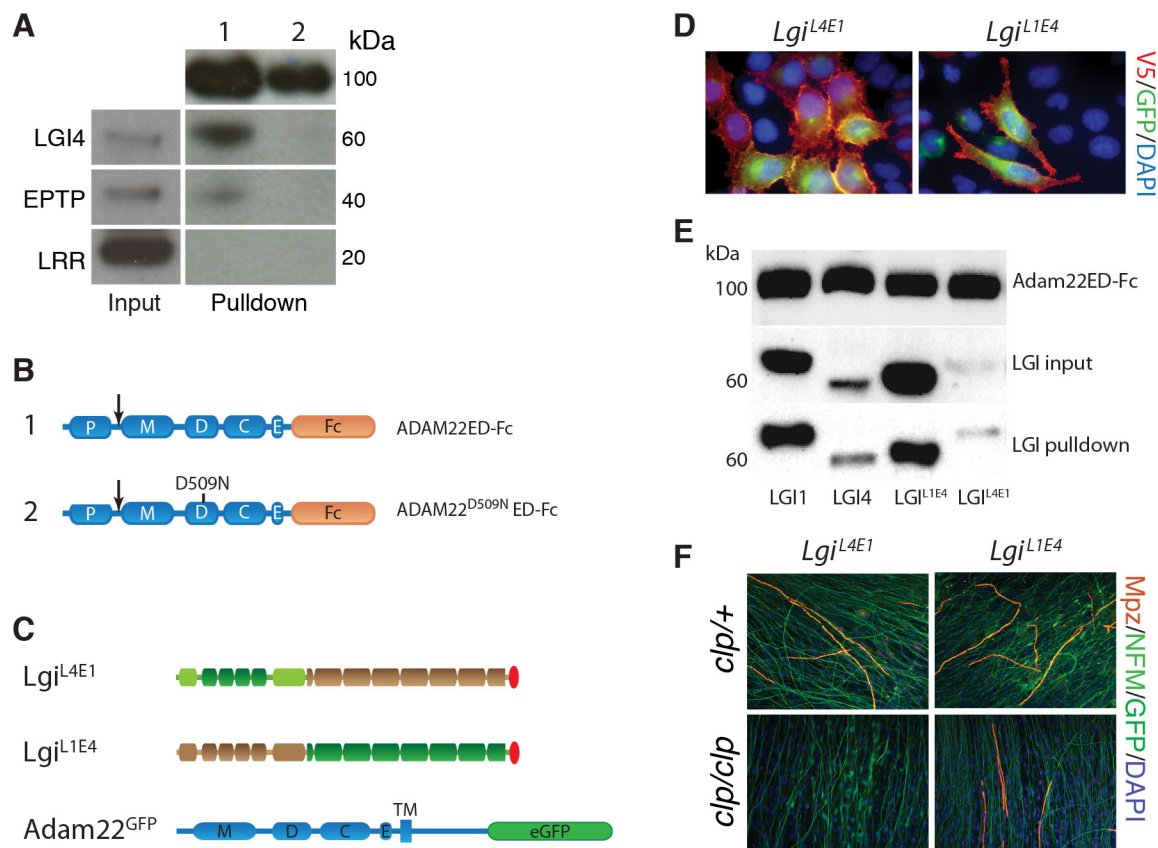 A
1 2
kDa
100
LGI4
60
EPTP
40
LRR
20
Input
Pulldown
B
1
P M D C E Fc
ADAM22ED-Fc
D509N
2
P M D C E Fc
ADAM22D509N ED-Fc
C
LgiL4E1
LgiL1E4
TM
Adam22GFP
M D C E eGFP
D
LgiL4E1 LgiL1E4
V5/GFP/DAPI
E
kDa
100
Adam22ED-Fc
60
LGI input
60
LGI pulldown
LGI1 LGI4 LGIL1E4 LGIL4E1
F
LgiL4E1 LgiL1E4
clp/+
clp/clp
Mpz/NFM/GFP/DAPI